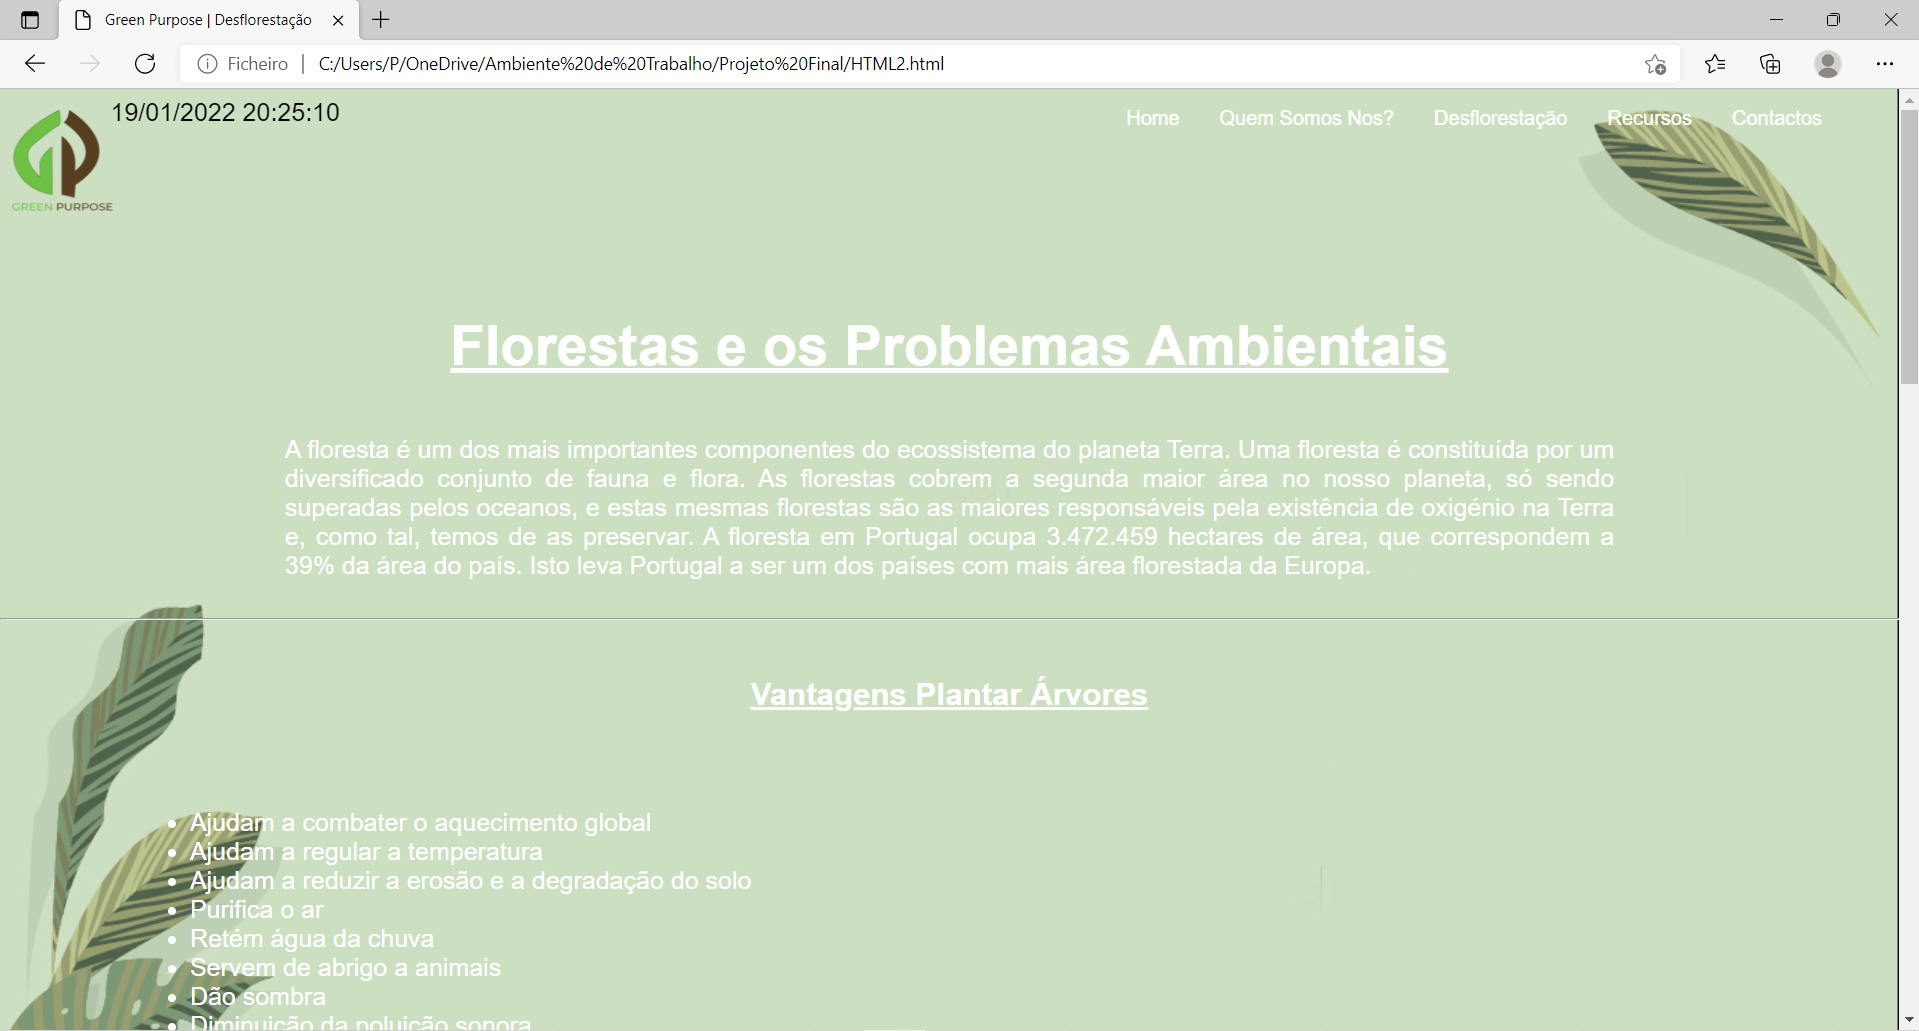 Green Purpose | Desflorestação
Ficheiro | C:/Users/P/OneDrive/Ambiente%20de%20Trabalho/Projeto%20Final/HTML2.html
19/01/2022 20:25:10
Home Quem Somos Nos? Desflorestação Recursos Contactos
GREEN PURPOSE
Florestas e os Problemas Ambientais
A floresta é um dos mais importantes componentes do ecossistema do planeta Terra. Uma floresta é constituída por um
diversificado conjunto de fauna e flora. As florestas cobrem a segunda maior área no nosso planeta, só sendo
superadas pelos oceanos, e estas mesmas florestas são as maiores responsáveis pela existência de oxigénio na Terra
e, como tal, temos de as preservar. A floresta em Portugal ocupa 3.472.459 hectares de área, que correspondem a
39% da área do país. Isto leva Portugal a ser um dos países com mais área florestada da Europa.
Vantagens Plantar Árvores
• Ajudam a combater o aquecimento global
• Ajudam a regular a temperatura
• Ajudam a reduzir a erosão e a degradação do solo
• Purifica o ar
• Retém água da chuva
• Servem de abrigo a animais
• Dão sombra
• Diminuição da poluição sonora